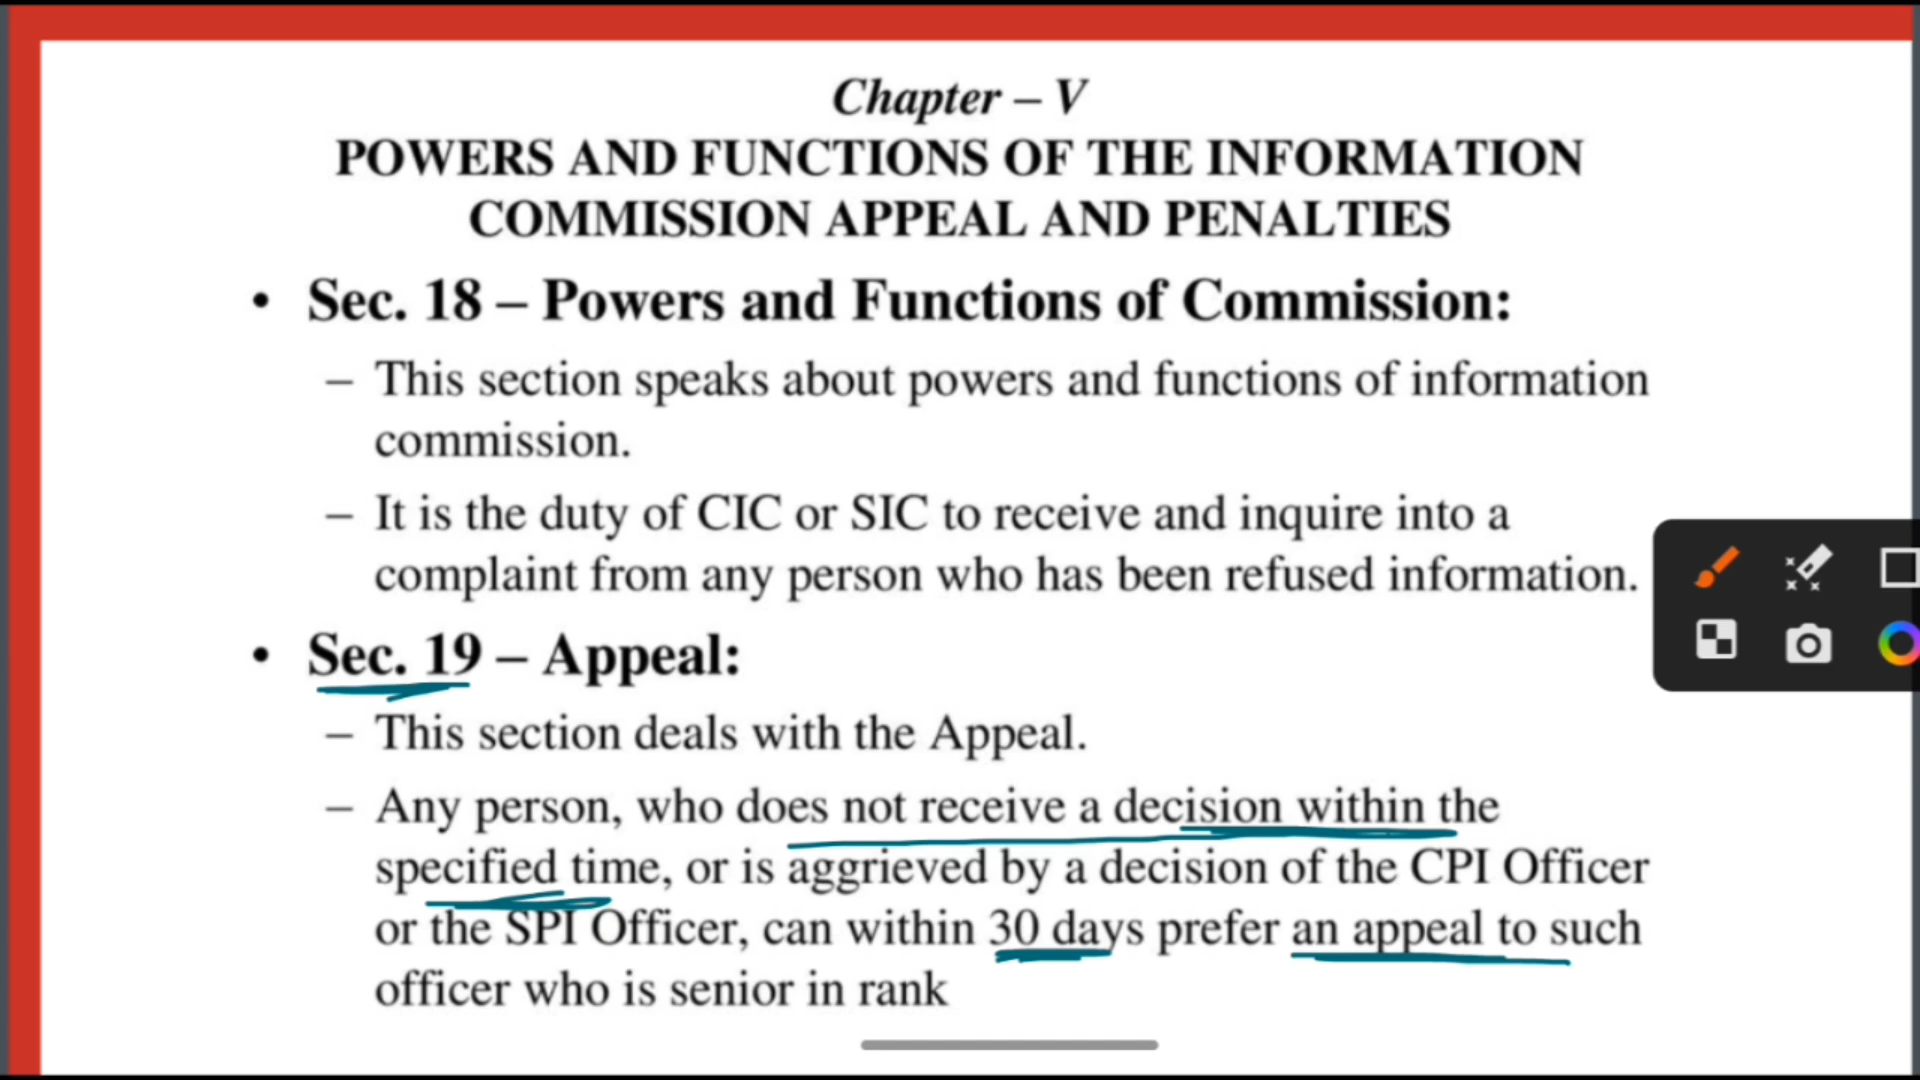 Chapter – V
POWERS AND FUNCTIONS OF THE INFORMATION
COMMISSION APPEAL AND PENALTIES
• Sec. 18 – Powers and Functions of Commission:
– This section speaks about powers and functions of information
commission.
– It is the duty of CIC or SIC to receive and inquire into a
complaint from any person who has been refused information.
• Sec. 19 – Appeal:
– This section deals with the Appeal.
– Any person, who does not receive a decision within the
specified time, or is aggrieved by a decision of the CPI Officer
or the SPI Officer, can within 30 days prefer an appeal to such
officer who is senior in rank